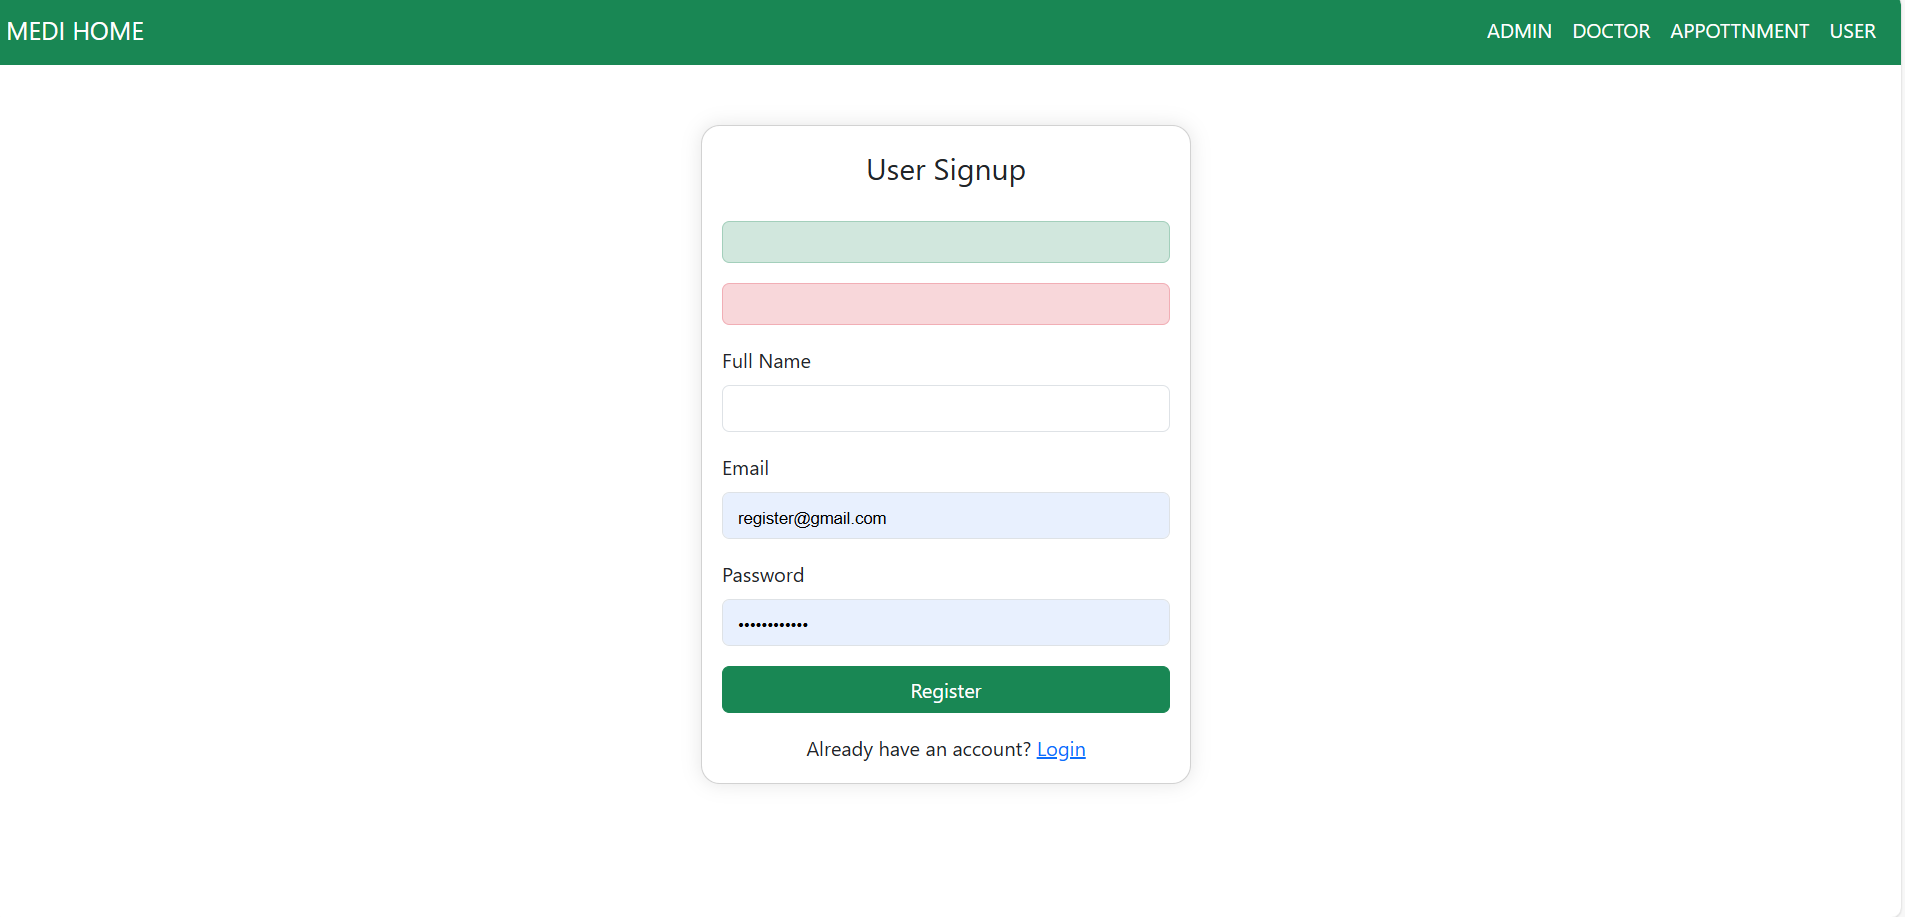 MEDI HOME
ADMIN DOCTOR APPOTTNMENT USER
User Signup
Full Name
Email
register@gmail.com
Password
••••••••••••
Register
Already have an account? Login